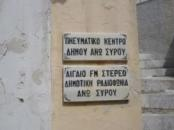 ΠΝΕΥΜΑΤΙΚΟ ΚΕΝΤΡΟ
ΔΗΜΟΥ ΑΝΩ ΣΥΡΟΥ
ΑΙΓΑΙΟ FM ΣΤΕΡΕΟ
ΔΗΜΟΤΙΚΗ ΡΑΔΙΟΦΩΝΙΑ
ΑΝΩ ΣΥΡΟΥ